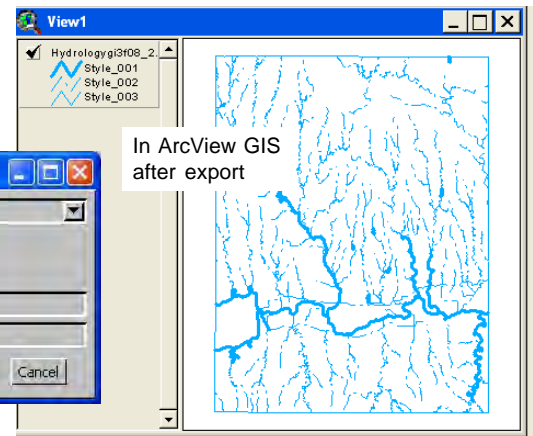 View1
Hydrologygi3f08_2.
Style_001
Style_002
Style_003
In ArcView GIS
after export
Cancel